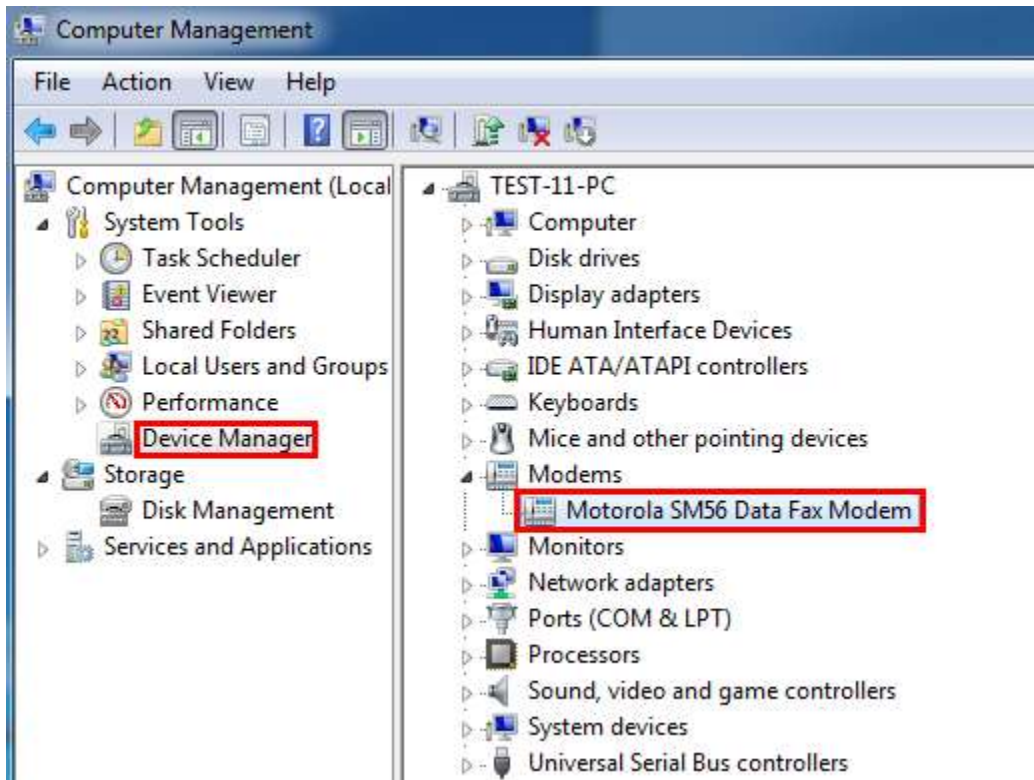 Computer Management
File Action View Help
Computer Management (Local
System Tools
Task Scheduler
Event Viewer
Shared Folders
Local Users and Groups
Performance
Device Manager
Storage
Disk Management
Services and Applications
TEST-11-PC
Computer
Disk drives
Display adapters
Human Interface Devices
IDE ATA/ATAPI controllers
Keyboards
Mice and other pointing devices
Modems
Motorola SM56 Data Fax Modem
Monitors
Network adapters
Ports (COM & LPT)
Processors
Sound, video and game controllers
System devices
Universal Serial Bus controllers